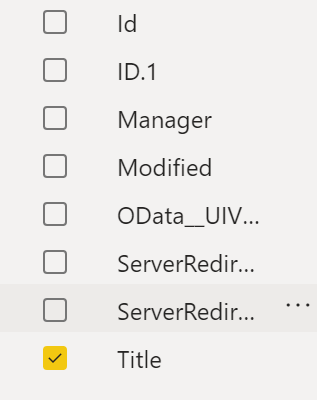 Id
ID.1
Manager
Modified
OData__UIV...
ServerRedir...
ServerRedir...
Title